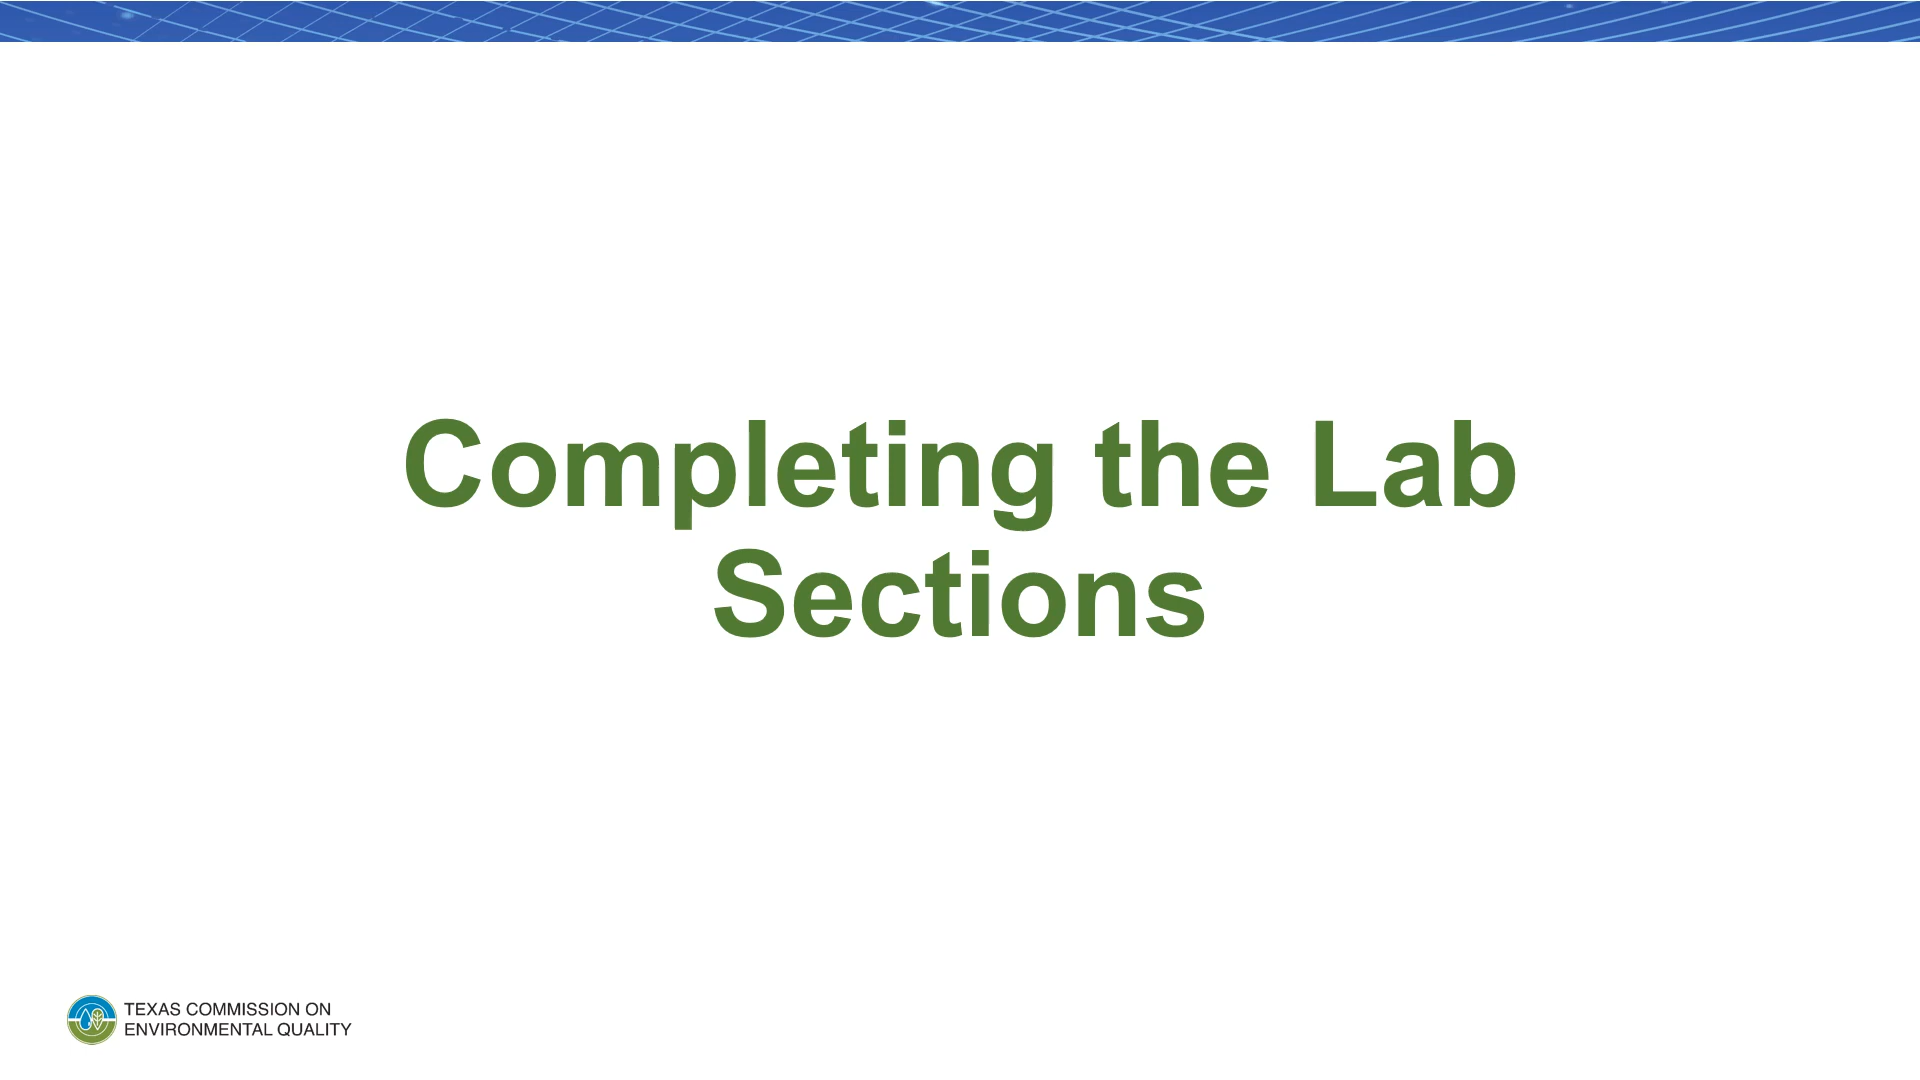 Completing the Lab
Sections
TEXAS COMMISSION ON
ENVIRONMENTAL QUALITY